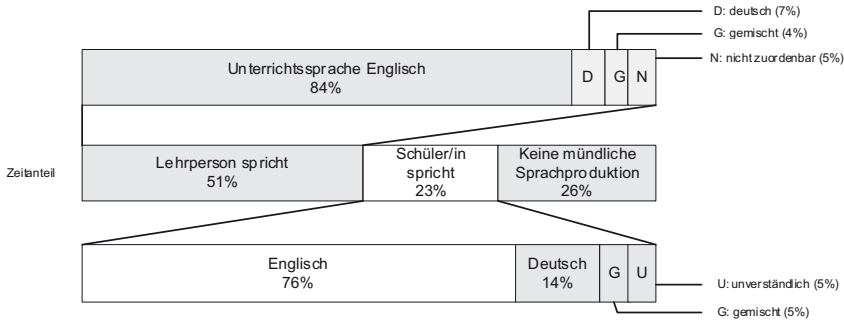 D: deutsch (7%)
G: gemischt (4%)
N: nicht zuordenbar (5%)
Unterrichtssprache Englisch
84%
D
G
N
Zeitanteil
Lehrperson spricht
51%
Schüler/in
spricht
23%
Keine mündliche
Sprachproduktion
26%
Englisch
76%
Deutsch
14%
G
U
U: unverständlich (5%)
G: gemischt (5%)